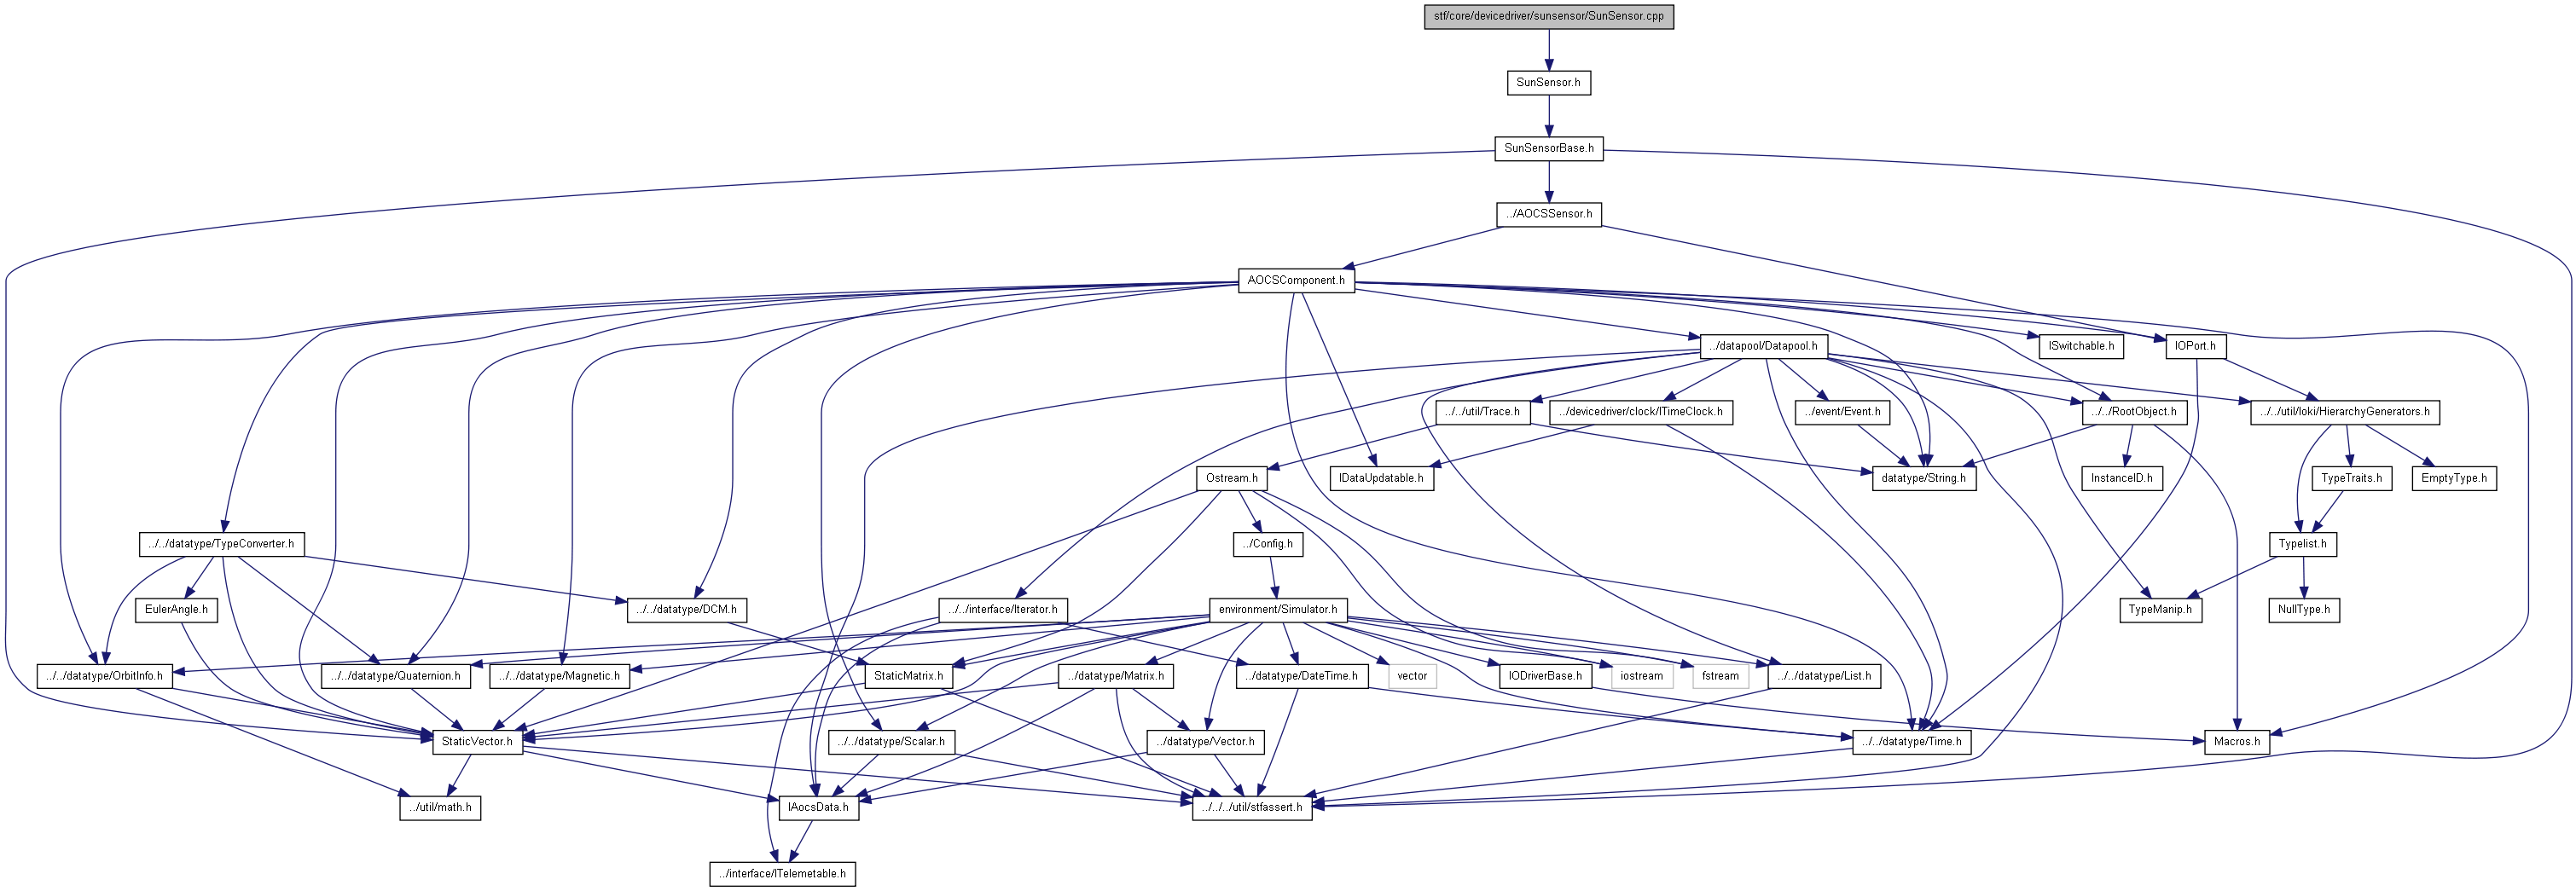 stf/core/devicedriver/sunsensor/SunSensor.cpp
SunSensor.h
SunSensorBase.h
../AOCSSensor.h
AOCSComponent.h
../datapool/Datapool.h
ISwitchable.h
IOPort.h
../../util/Trace.h
../devicedriver/clock/ITimeClock.h
../event/Event.h
../../RootObject.h
../../util/loki/HierarchyGenerators.h
Ostream.h
IDataUpdatable.h
datatype/String.h
InstanceID.h
TypeTraits.h
EmptyType.h
../../datatype/TypeConverter.h
../Config.h
Typelist.h
EulerAngle.h
../../datatype/DCM.h
../../interface/Iterator.h
environment/Simulator.h
TypeManip.h
NullType.h
../../datatype/OrbitInfo.h
../../datatype/Quaternion.h
../../datatype/Magnetic.h
StaticMatrix.h
../datatype/Matrix.h
../datatype/DateTime.h
vector
IODriverBase.h
iostream
fstream
../../datatype/List.h
StaticVector.h
../../datatype/Scalar.h
../datatype/Vector.h
../../datatype/Time.h
Macros.h
../util/math.h
IAocsData.h
../../../util/stfassert.h
../interface/ITelemetable.h